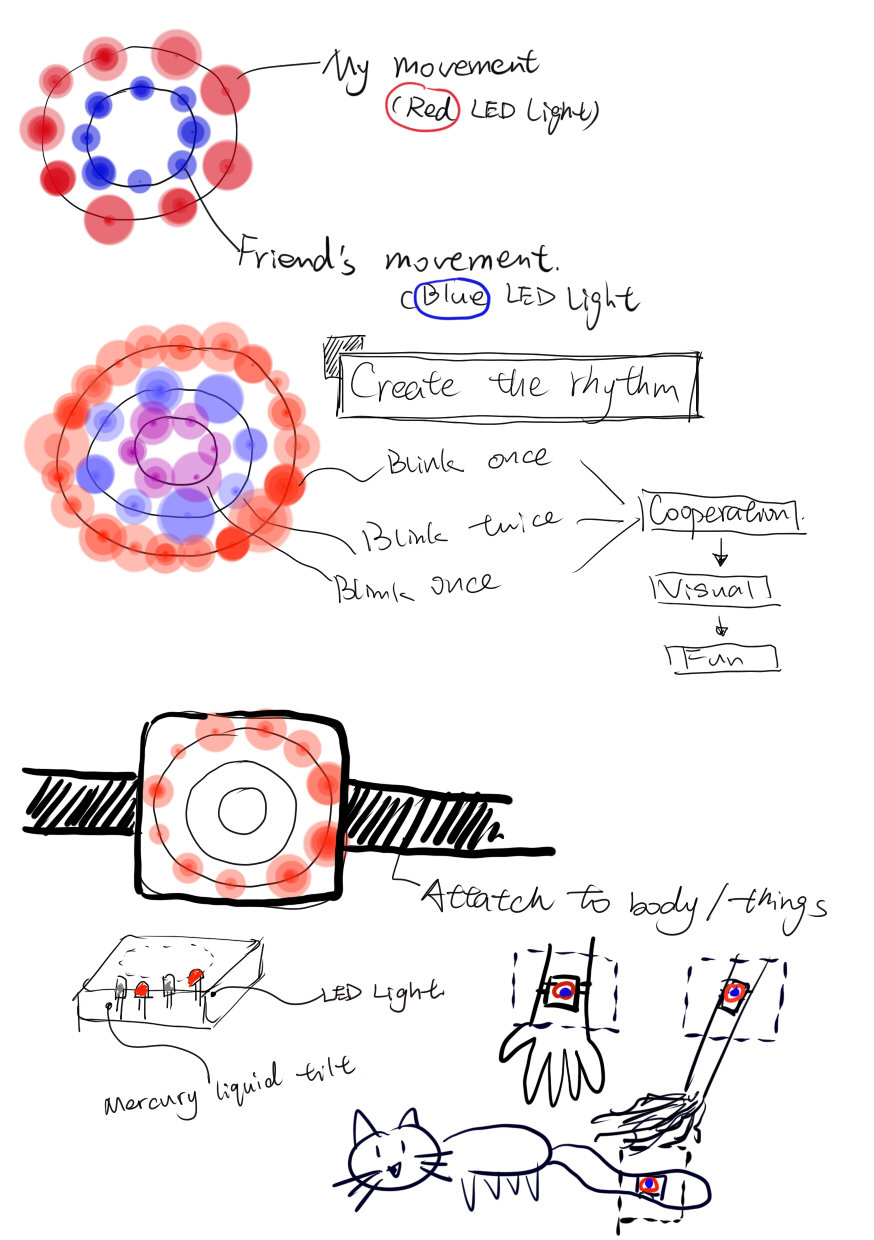 My movement
(Red LED Light)
Friend's movement.
(Blue LED Light
Create the rhythm
Blink once
Blink twice
Blink once
Cooperation.
Visual
Fun
Attatch to body/things
LED Light.
Mercury liquid tilt